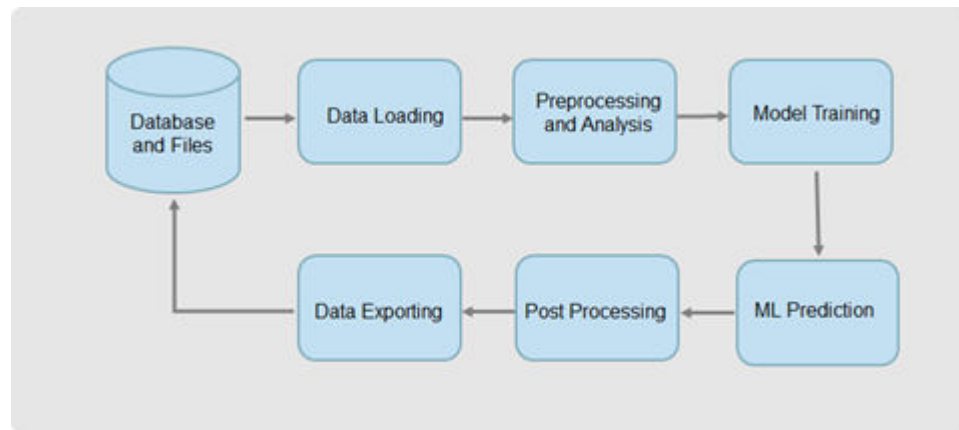 Database
and Files
Data Loading
Preprocessing
and Analysis
Model Training
Data Exporting
Post Processing
ML Prediction